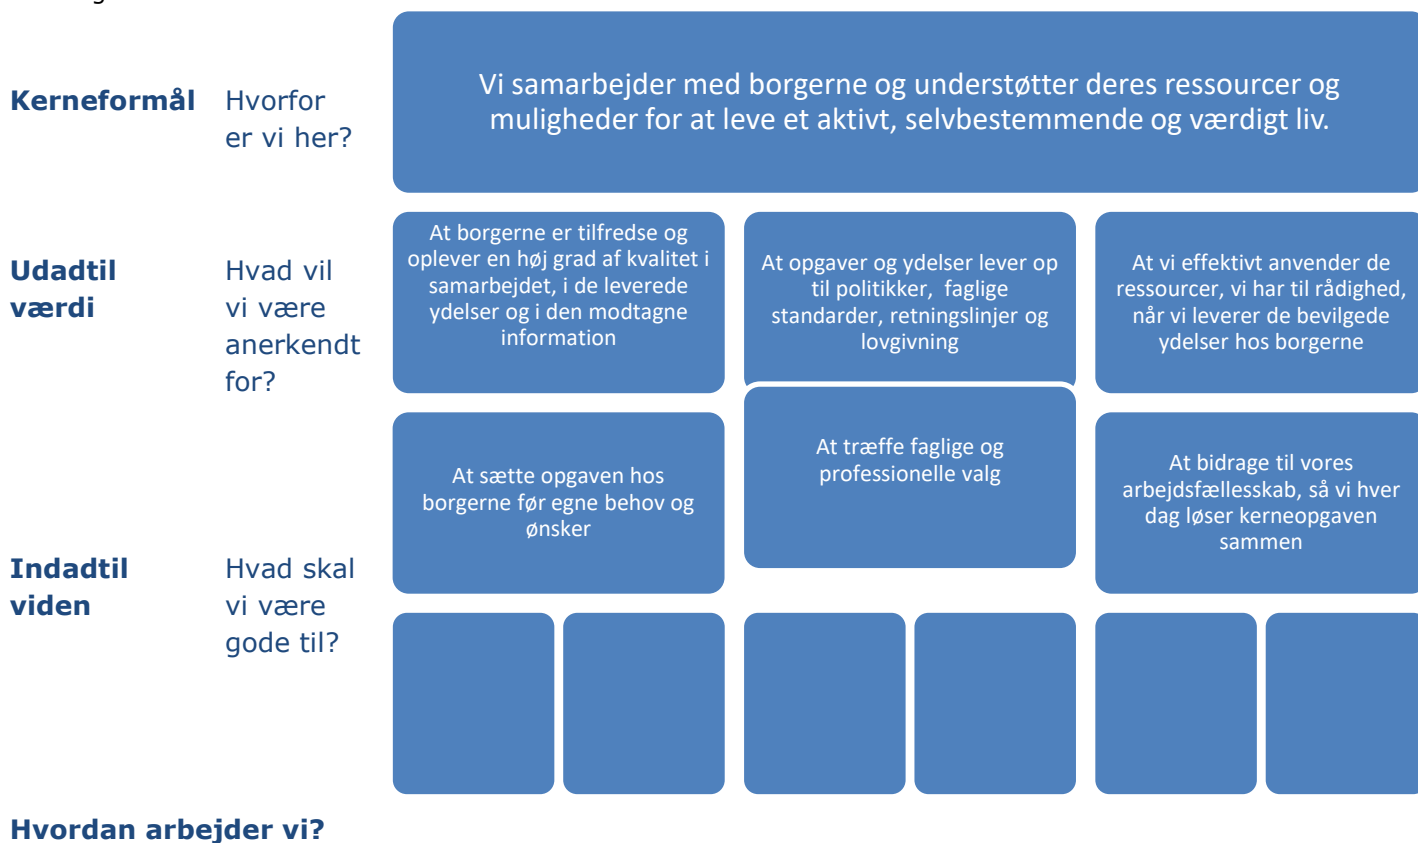 Kerneformål
Hvorfor
er vi her?
Vi samarbejder med borgerne og understøtter deres ressourcer og
muligheder for at leve et aktivt, selvbestemmende og værdigt liv.
Udadtil
værdi
Hvad vil
vi være
anerkendt
for?
At borgerne er tilfredse og
oplever en høj grad af kvalitet i
samarbejdet, i de leverede
ydelser og i den modtagne
information
At opgaver og ydelser lever op
til politikker, faglige
standarder, retningslinjer og
lovgivning
At vi effektivt anvender de
ressourcer, vi har til rådighed,
når vi leverer de bevilgede
ydelser hos borgerne
Indadtil
viden
Hvad skal
vi være
gode til?
At sætte opgaven hos
borgerne før egne behov og
ønsker
At træffe faglige og
professionelle valg
At bidrage til vores
arbejdsfællesskab, så vi hver
dag løser kerneopgaven
sammen
Hvordan arbejder vi?